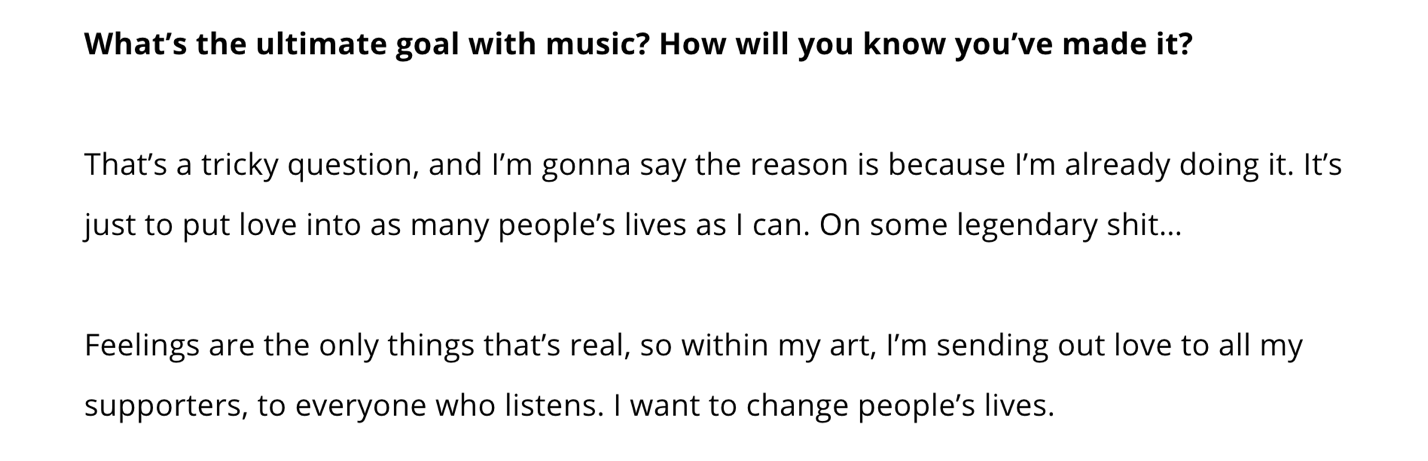 What’s the ultimate goal with music? How will you know you’ve made it?
That’s a tricky question, and I’m gonna say the reason is because I’m already doing it. It’s
just to put love into as many people’s lives as I can. On some legendary shit…
Feelings are the only things that’s real, so within my art, I’m sending out love to all my
supporters, to everyone who listens. I want to change people’s lives.